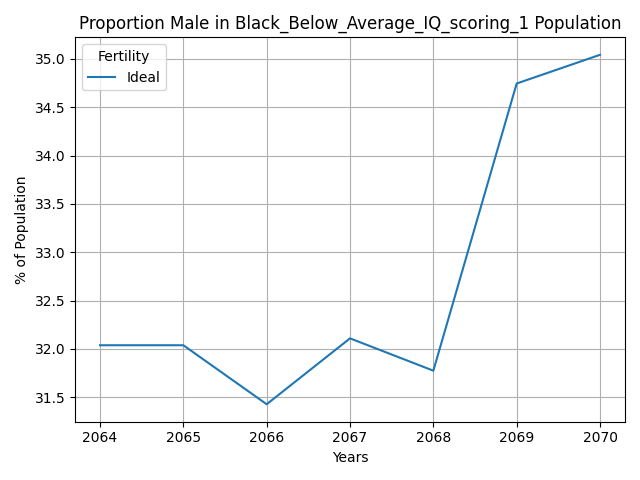 Proportion Male in Black_Below_Average_IQ_scoring_1 Population
Fertility
Ideal
35.0
34.5
34.0
33.5
33.0
32.5
32.0
31.5
% of Population
2064 2065 2066 2067 2068 2069 2070
Years